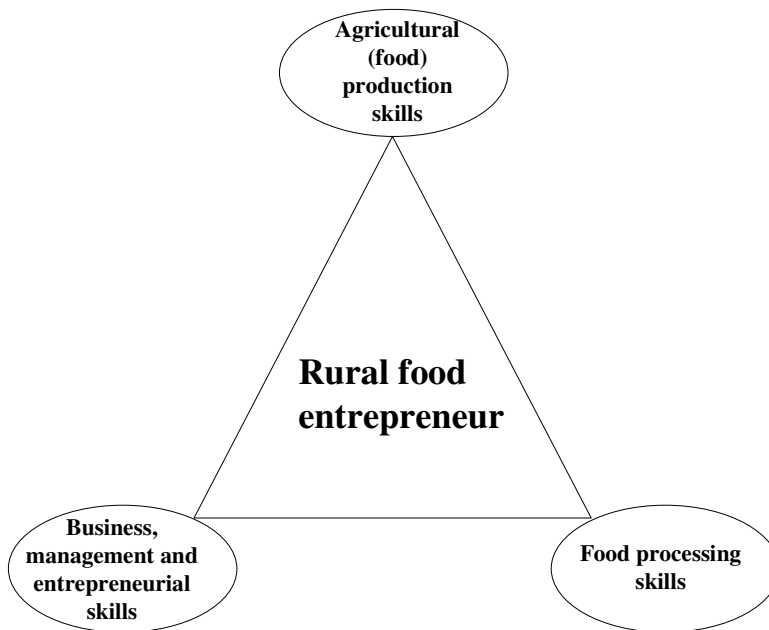 Agricultural
(food)
production
skills
Rural food
entrepreneur
Business,
management and
entrepreneurial
skills
Food processing
skills